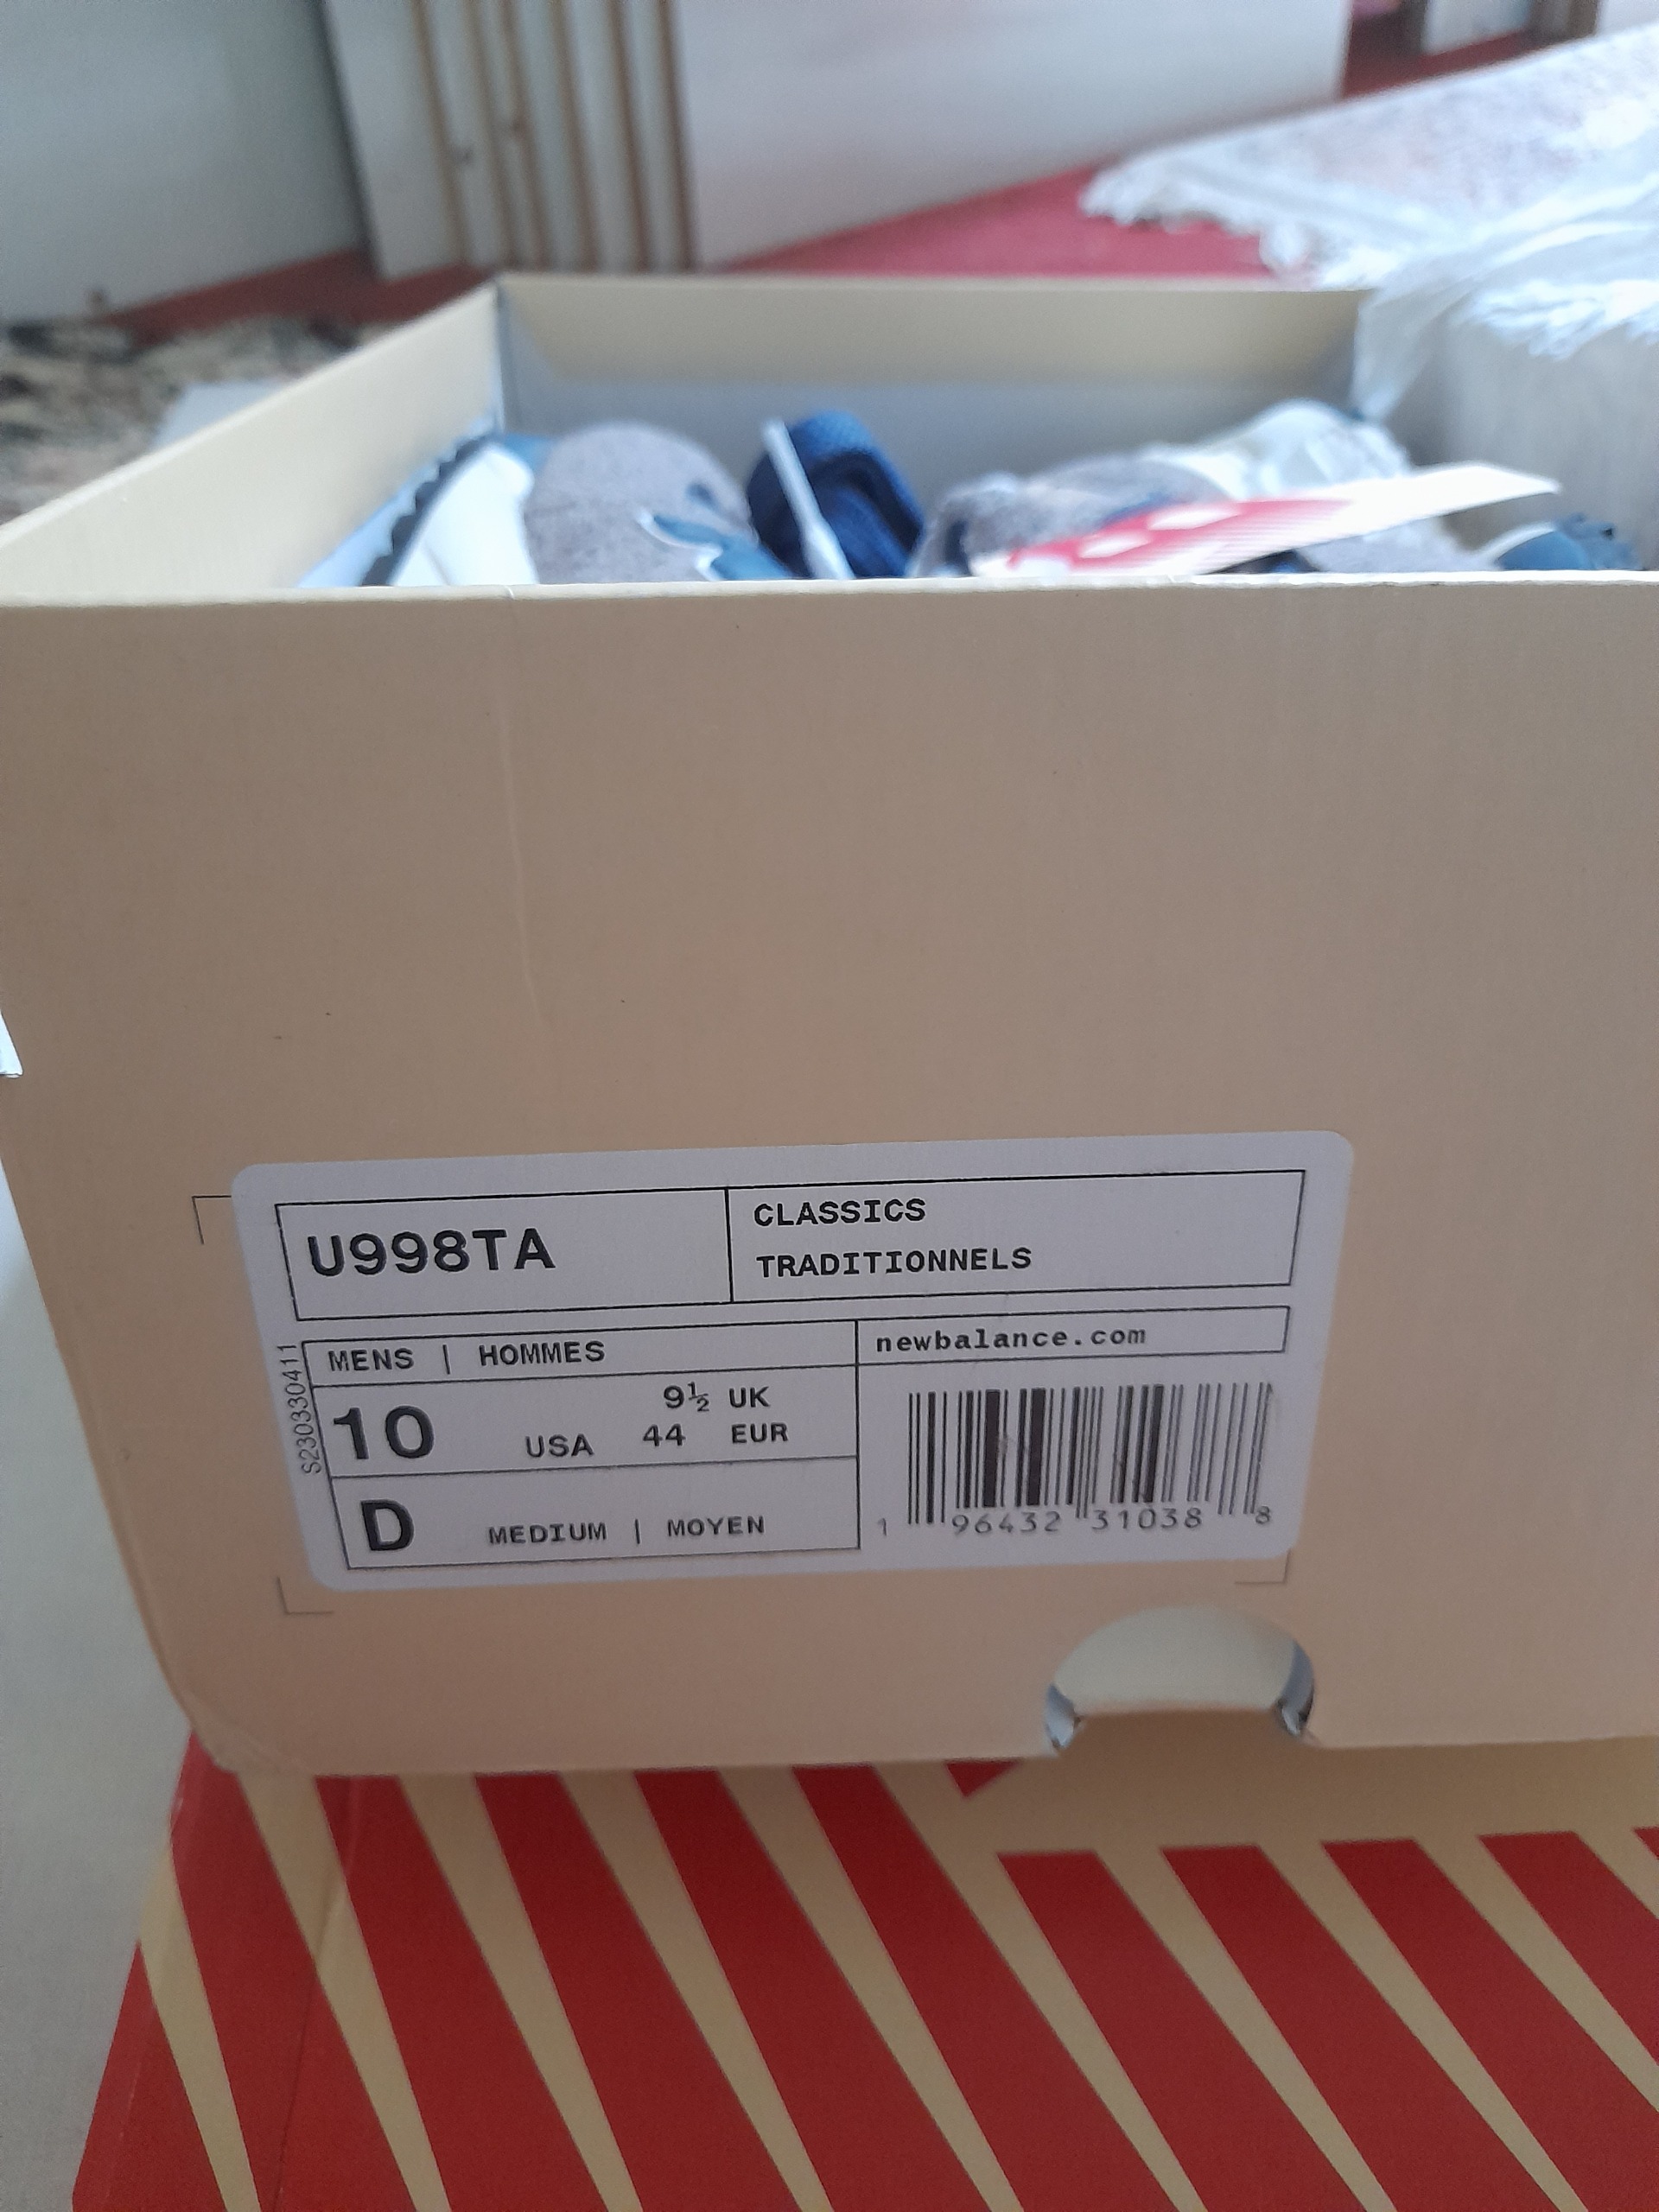 U998TA
CLASSICS
TRADITIONNELS
S230330411
MENS | HOMMES
10 USA 9½ UK
44 EUR
D MEDIUM | MOYEN
newbalance.com
1 96432 31038 8